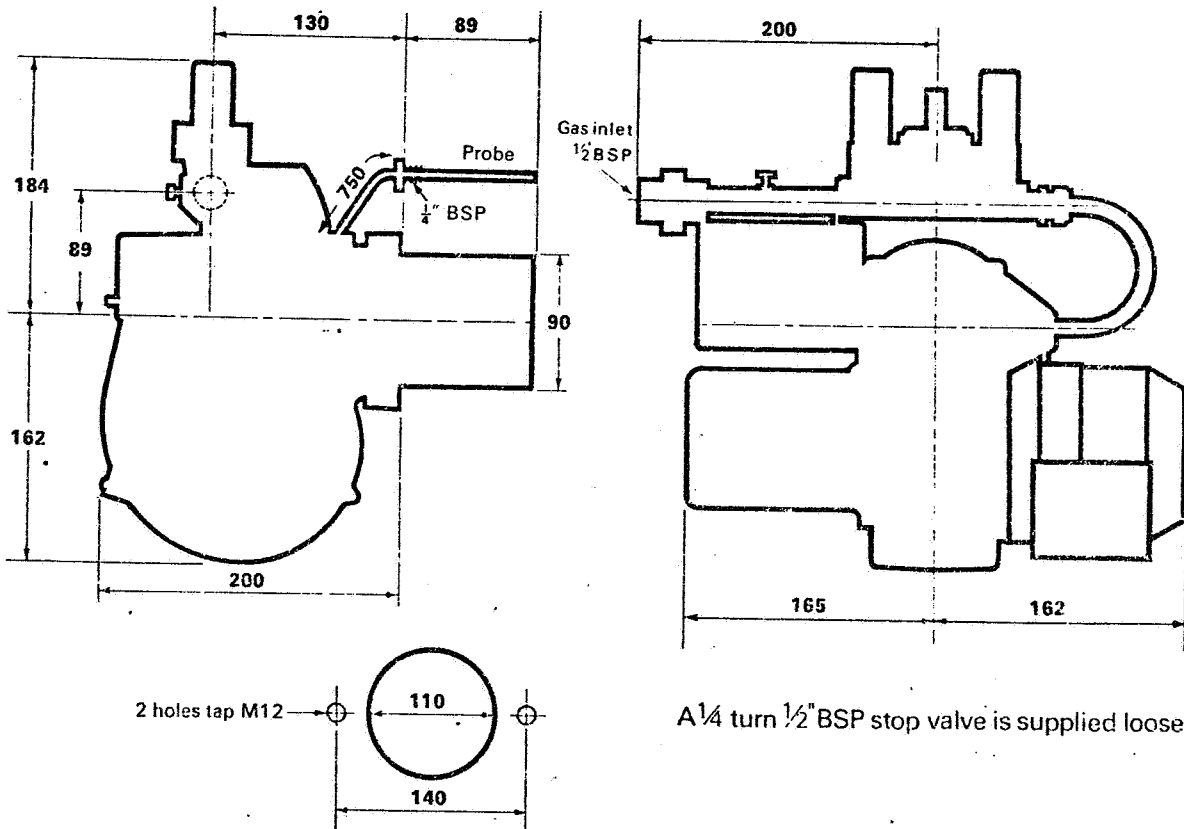 130
89
200
Gas inlet
½"BSP
Probe
750
¼" BSP
184
89
90
162
200
165
162
2 holes tap M12
110
140
A¼ turn ½"BSP stop valve is supplied loose